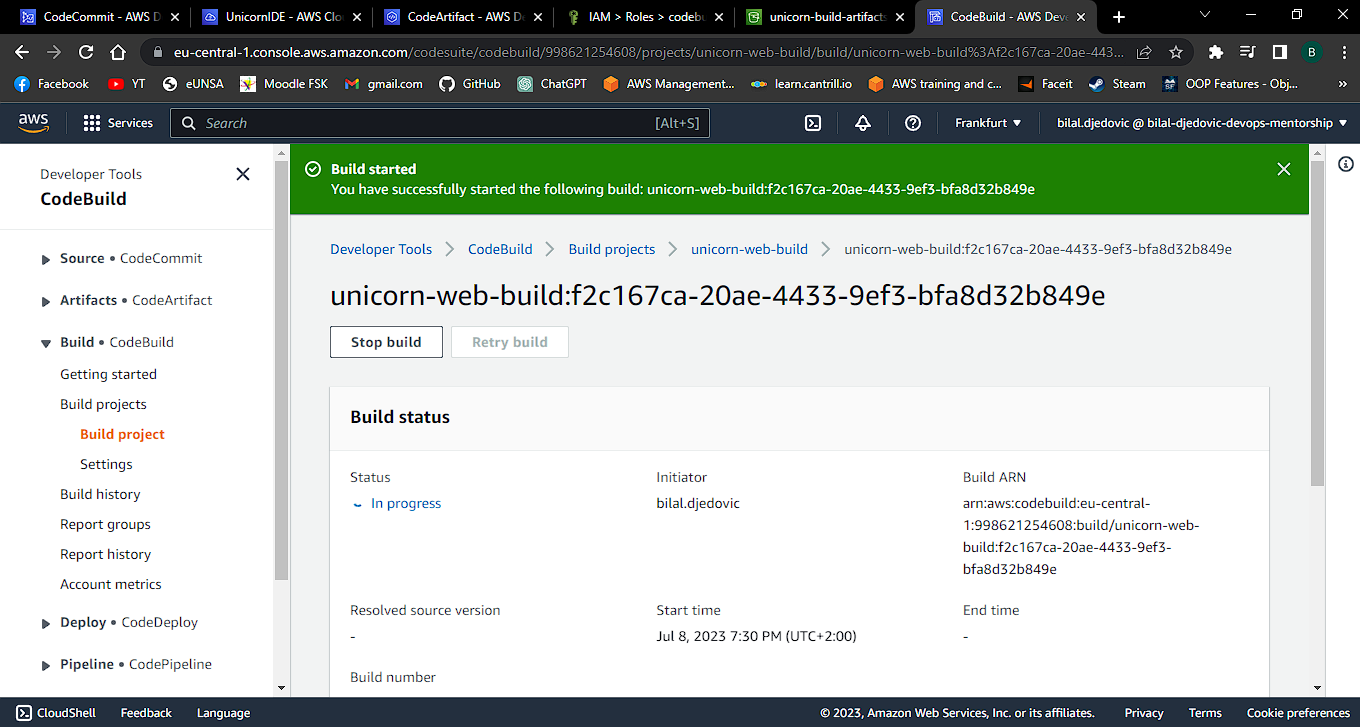 CodeCommit - AWS D
UnicornIDE - AWS Clo
CodeArtifact - AWS De
IAM > Roles > codebu
unicorn-build-artifacts
CodeBuild - AWS Deve
eu-central-1.console.aws.amazon.com/codesuite/codebuild/998621254608/projects/unicorn-web-build/build/unicorn-web-build%3Af2c167ca-20ae-443...
B
Facebook
YT
eUNSA
Moodle FSK
gmail.com
GitHub
ChatGPT
AWS Management...
learn.cantrill.io
AWS training and c...
Faceit
Steam
OOP Features - Obj...
»
aws
Services
Search
[Alt+S]
Frankfurt
bilal.djedovic @ bilal-djedovic-devops-mentorship
Developer Tools
CodeBuild
Source • CodeCommit
Artifacts • CodeArtifact
Build • CodeBuild
Getting started
Build projects
Build project
Settings
Build history
Report groups
Report history
Account metrics
Deploy • CodeDeploy
Pipeline • CodePipeline
Build started
You have successfully started the following build: unicorn-web-build:f2c167ca-20ae-4433-9ef3-bfa8d32b849e
Developer Tools
CodeBuild
Build projects
unicorn-web-build
unicorn-web-build:f2c167ca-20ae-4433-9ef3-bfa8d32b849e
unicorn-web-build:f2c167ca-20ae-4433-9ef3-bfa8d32b849e
Stop build
Retry build
Build status
Status
In progress
Initiator
bilal.djedovic
Build ARN
arn:aws:codebuild:eu-central-
1:998621254608:build/unicorn-web-
build:f2c167ca-20ae-4433-9ef3-
bfa8d32b849e
Resolved source version
-
Start time
Jul 8, 2023 7:30 PM (UTC+2:00)
End time
-
Build number
CloudShell
Feedback
Language
© 2023, Amazon Web Services, Inc. or its affiliates.
Privacy
Terms
Cookie preferences